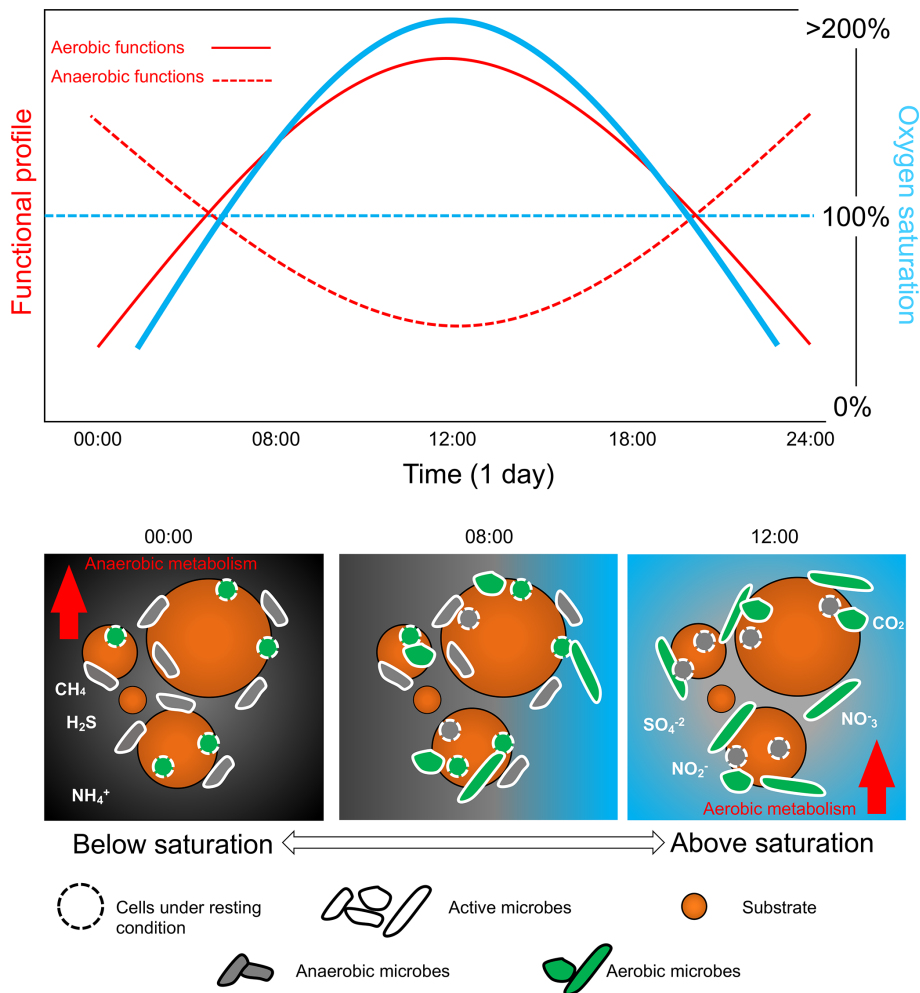 >200%
Aerobic functions
Anaerobic functions
Functional profile
Oxygen saturation
100%
0%
00:00 08:00 12:00 18:00 24:00
Time (1 day)
00:00 08:00 12:00
Anaerobic metabolism
CO₂
CH₄
H₂S
SO₄⁻²
NO⁻₃
NO₂⁻
NH₄⁺
Aerobic metabolism
Below saturation Above saturation
Cells under resting
condition
Active microbes
Substrate
Anaerobic microbes
Aerobic microbes